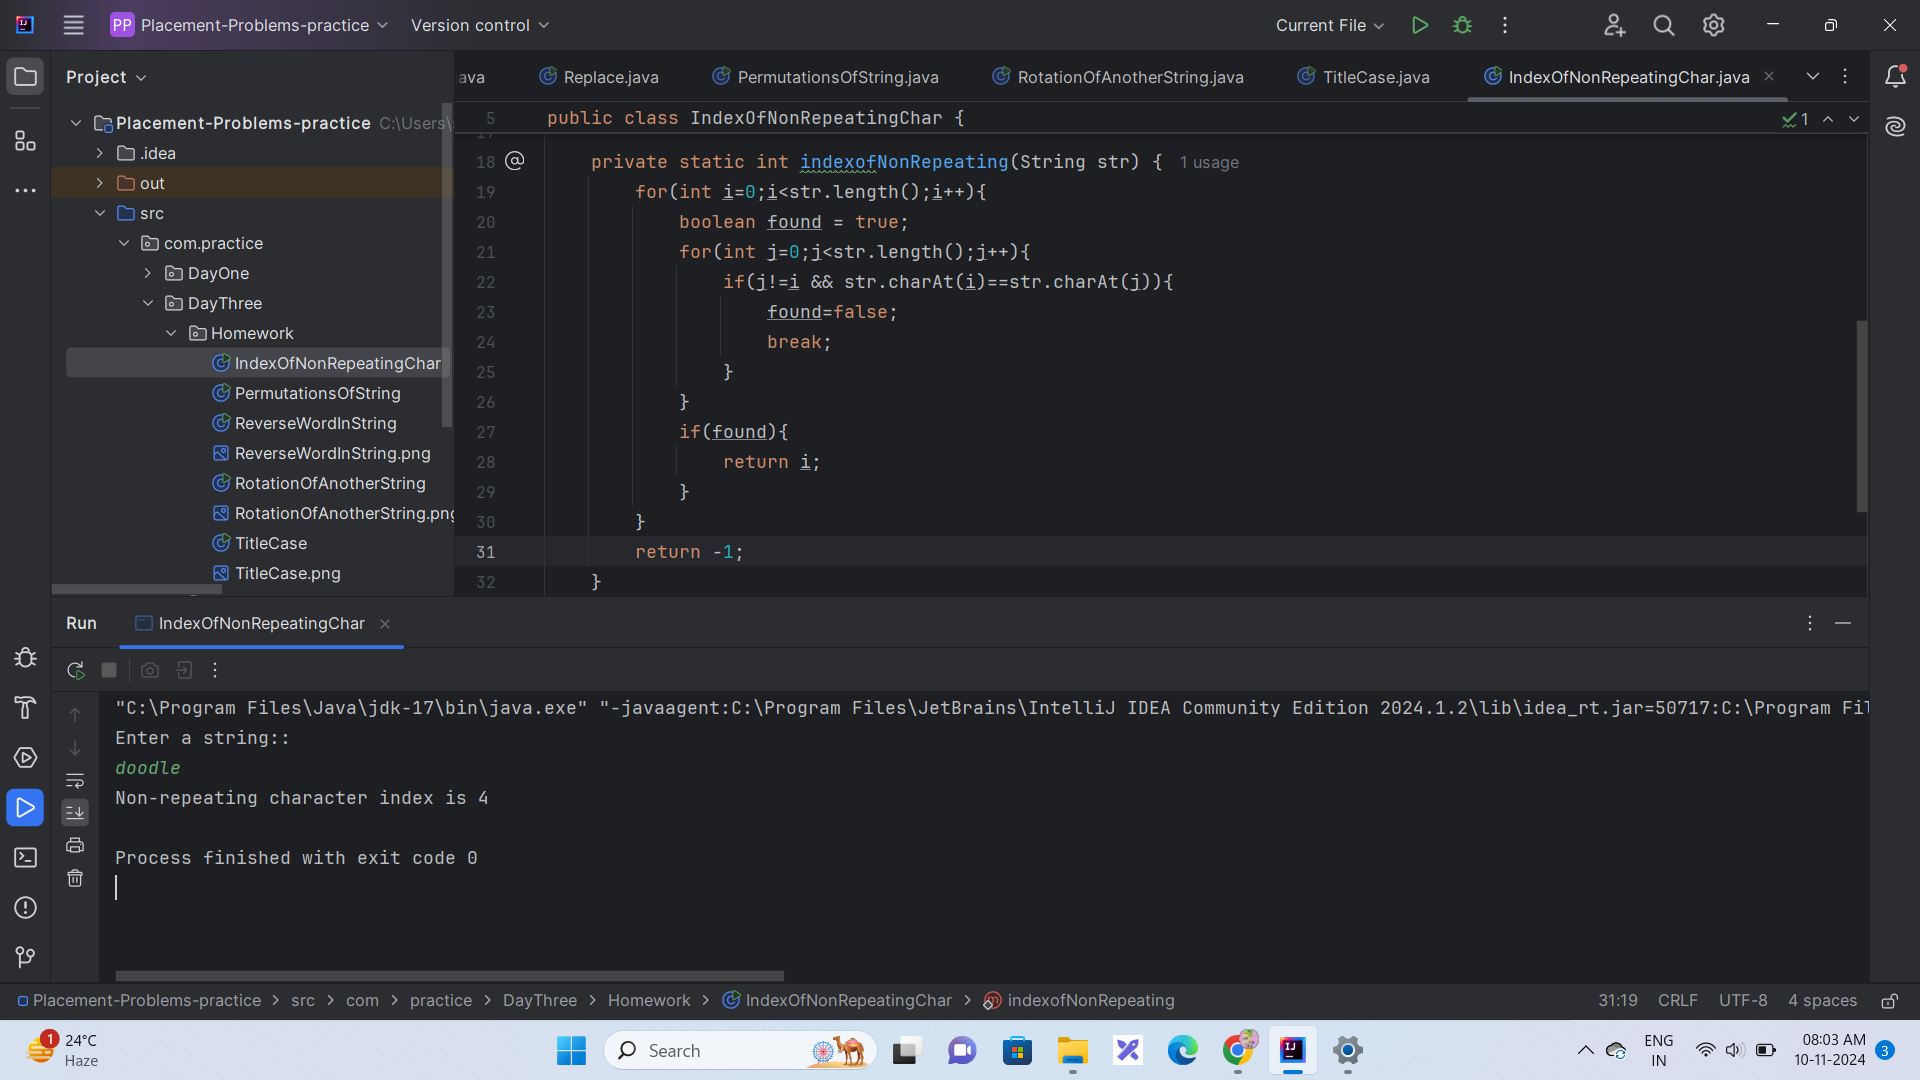 PP Placement-Problems-practice Version control Current File
Project
ava Replace.java PermutationsOfString.java RotationOfAnotherString.java TitleCase.java IndexOfNonRepeatingChar.java
Placement-Problems-practice C:\Users\
.idea
out
src
com.practice
DayOne
DayThree
Homework
IndexOfNonRepeatingChar
PermutationsOfString
ReverseWordInString
ReverseWordInString.png
RotationOfAnotherString
RotationOfAnotherString.png
TitleCase
TitleCase.png
5 public class IndexOfNonRepeatingChar { 1
17
18 @ private static int indexofNonRepeating(String str) { 1 usage
19 for(int i=0;i<str.length();i++){
20 boolean found = true;
21 for(int j=0;j<str.length();j++){
22 if(j!=i && str.charAt(i)==str.charAt(j)){
23 found=false;
24 break;
25 }
26 }
27 if(found){
28 return i;
29 }
30 }
31 return -1;
32 }
Run IndexOfNonRepeatingChar
"C:\Program Files\Java\jdk-17\bin\java.exe" "-javaagent:C:\Program Files\JetBrains\IntelliJ IDEA Community Edition 2024.1.2\lib\idea_rt.jar=50717:C:\Program Fil
Enter a string::
doodle
Non-repeating character index is 4
Process finished with exit code 0
Placement-Problems-practice > src > com > practice > DayThree > Homework > IndexOfNonRepeatingChar > indexofNonRepeating 31:19 CRLF UTF-8 4 spaces
1 24°C
Haze
Search
ENG
IN
08:03 AM
10-11-2024
3